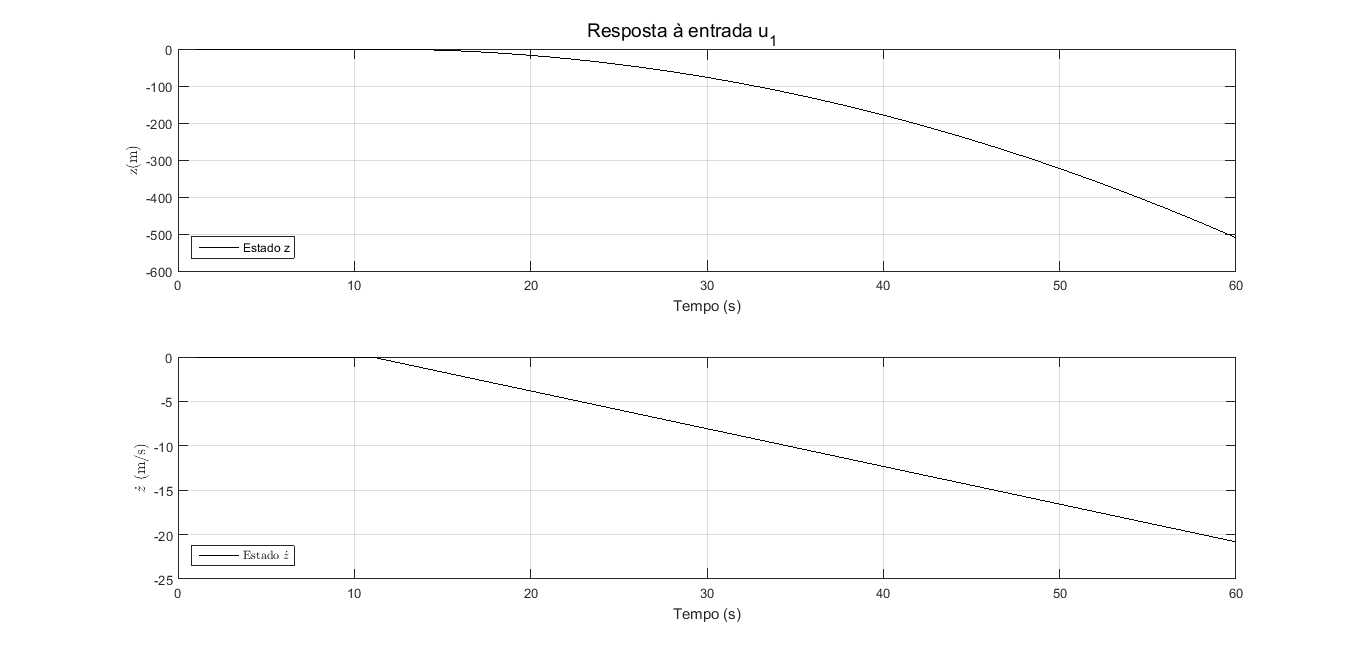 Resposta à entrada u1
0
-100
-200
-300
-400
-500
-600
z(m)
Estado z
0 10 20 30 40 50 60
Tempo (s)
0
-5
-10
-15
-20
-25
ż (m/s)
Estado ż
0 10 20 30 40 50 60
Tempo (s)